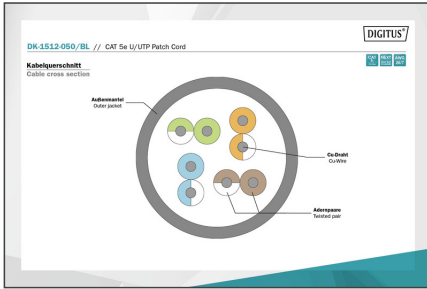 DIGITUS®
DK-1512-050/BL // CAT 5e U/UTP Patch Cord
Kabelquerschnitt
Cable cross section
Außenmantel
Outer jacket
Cu-Draht
Cu-Wire
Aderspaare
Twisted pair